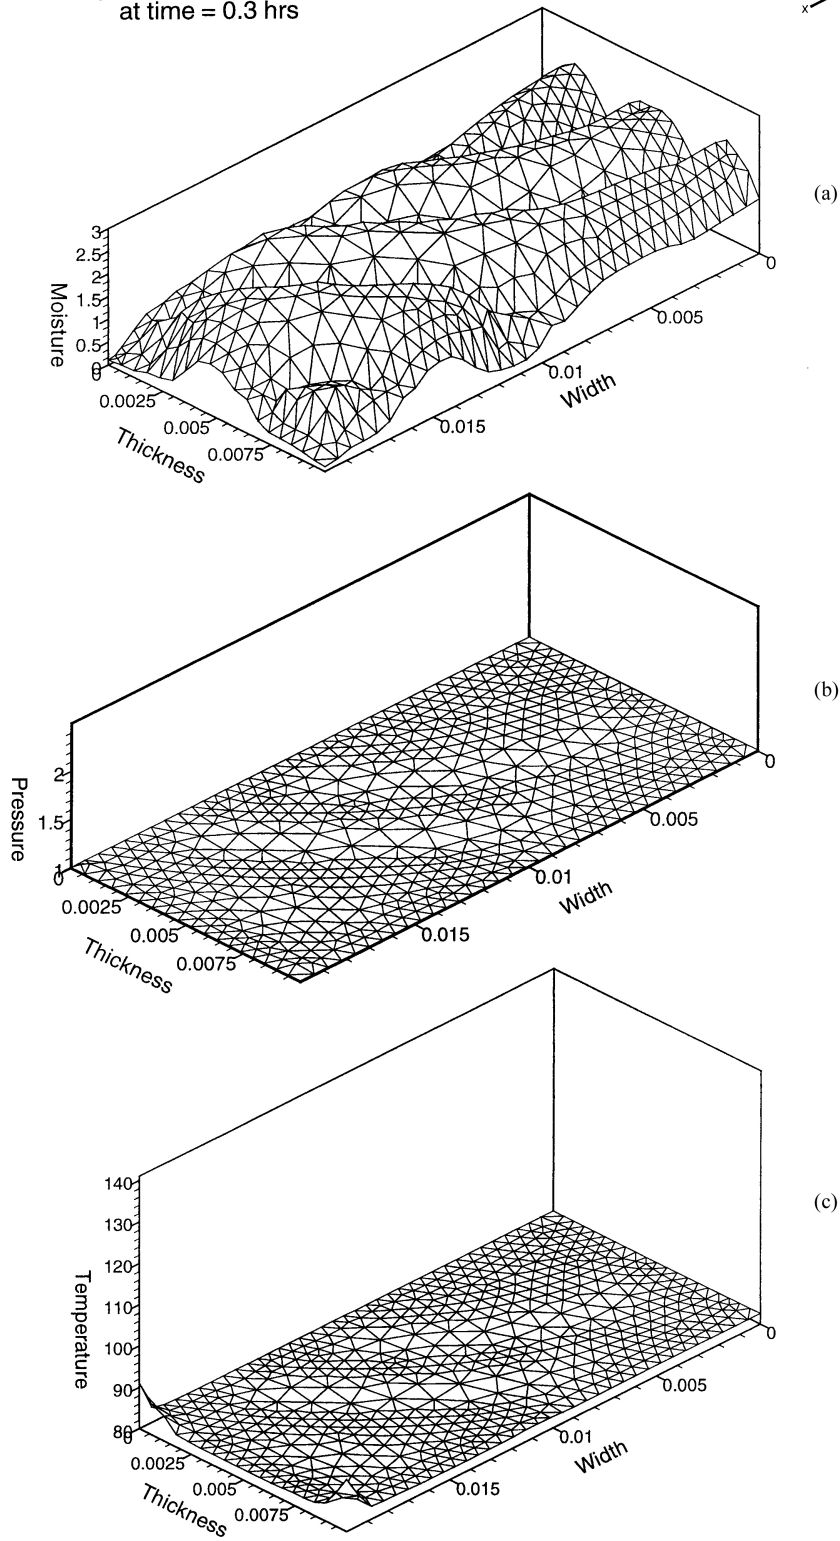 at time = 0.3 hrs
x
(a)
3
2.5
2
1.5
1
0.5
0
0
Moisture
0.0025
0.005
0.0075
Thickness
0
0.005
0.01
0.015
Width
(b)
2
1.5
1
0
Pressure
0.0025
0.005
0.0075
Thickness
0
0.005
0.01
0.015
Width
(c)
140
130
120
110
100
90
80
0
Temperature
0.0025
0.005
0.0075
Thickness
0
0.005
0.01
0.015
Width